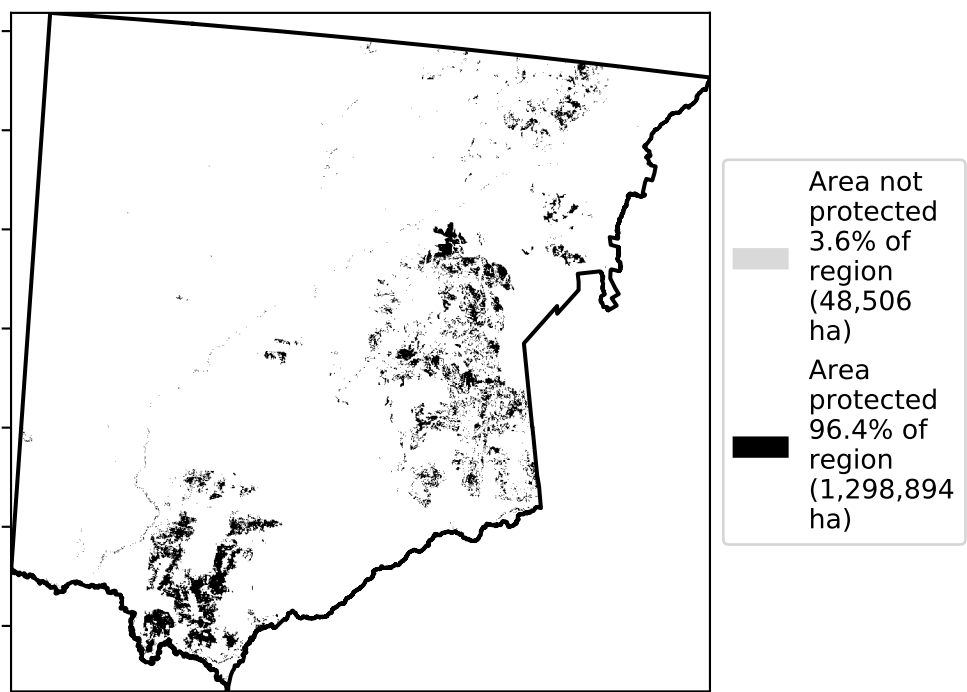 Area not
protected
3.6% of
region
(48,506
ha)
Area
protected
96.4% of
region
(1,298,894
ha)